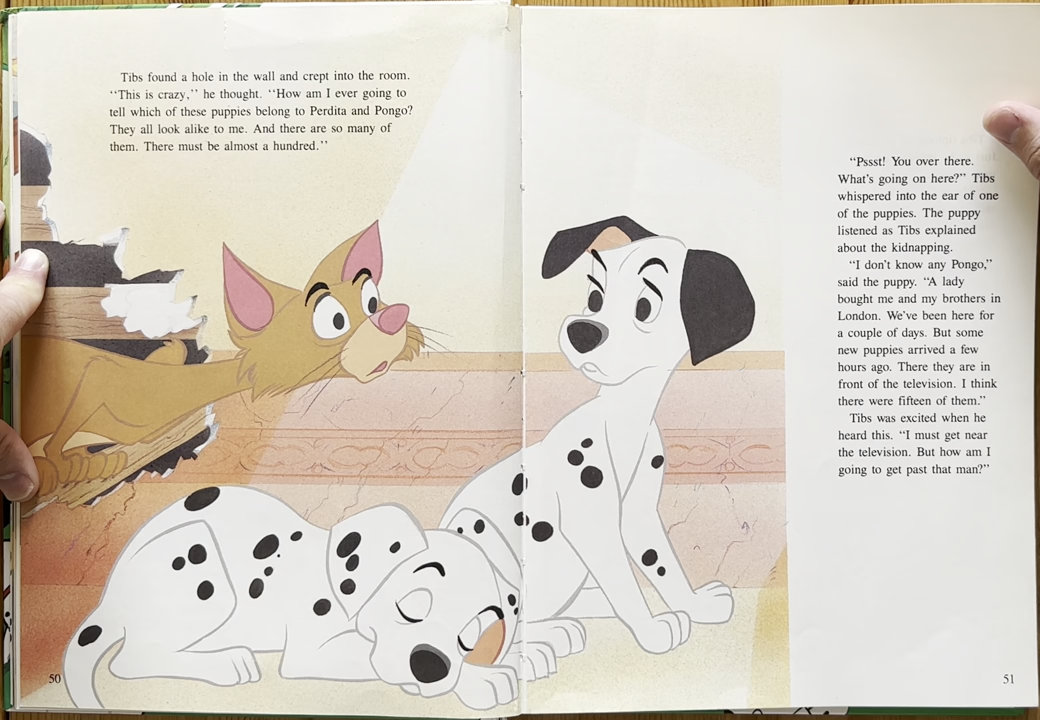 Tibs found a hole in the wall and crept into the room.
‘‘This is crazy,’’ he thought. ‘‘How am I ever going to
tell which of these puppies belong to Perdita and Pongo?
They all look alike to me. And there are so many of
them. There must be almost a hundred.’’
50
“Pssst! You over there.
What’s going on here?” Tibs
whispered into the ear of one
of the puppies. The puppy
listened as Tibs explained
about the kidnapping.
“I don’t know any Pongo,”
said the puppy. “A lady
bought me and my brothers in
London. We’ve been here for
a couple of days. But some
new puppies arrived a few
hours ago. There they are in
front of the television. I think
there were fifteen of them.”
Tibs was excited when he
heard this. “I must get near
the television. But how am I
going to get past that man?”
51